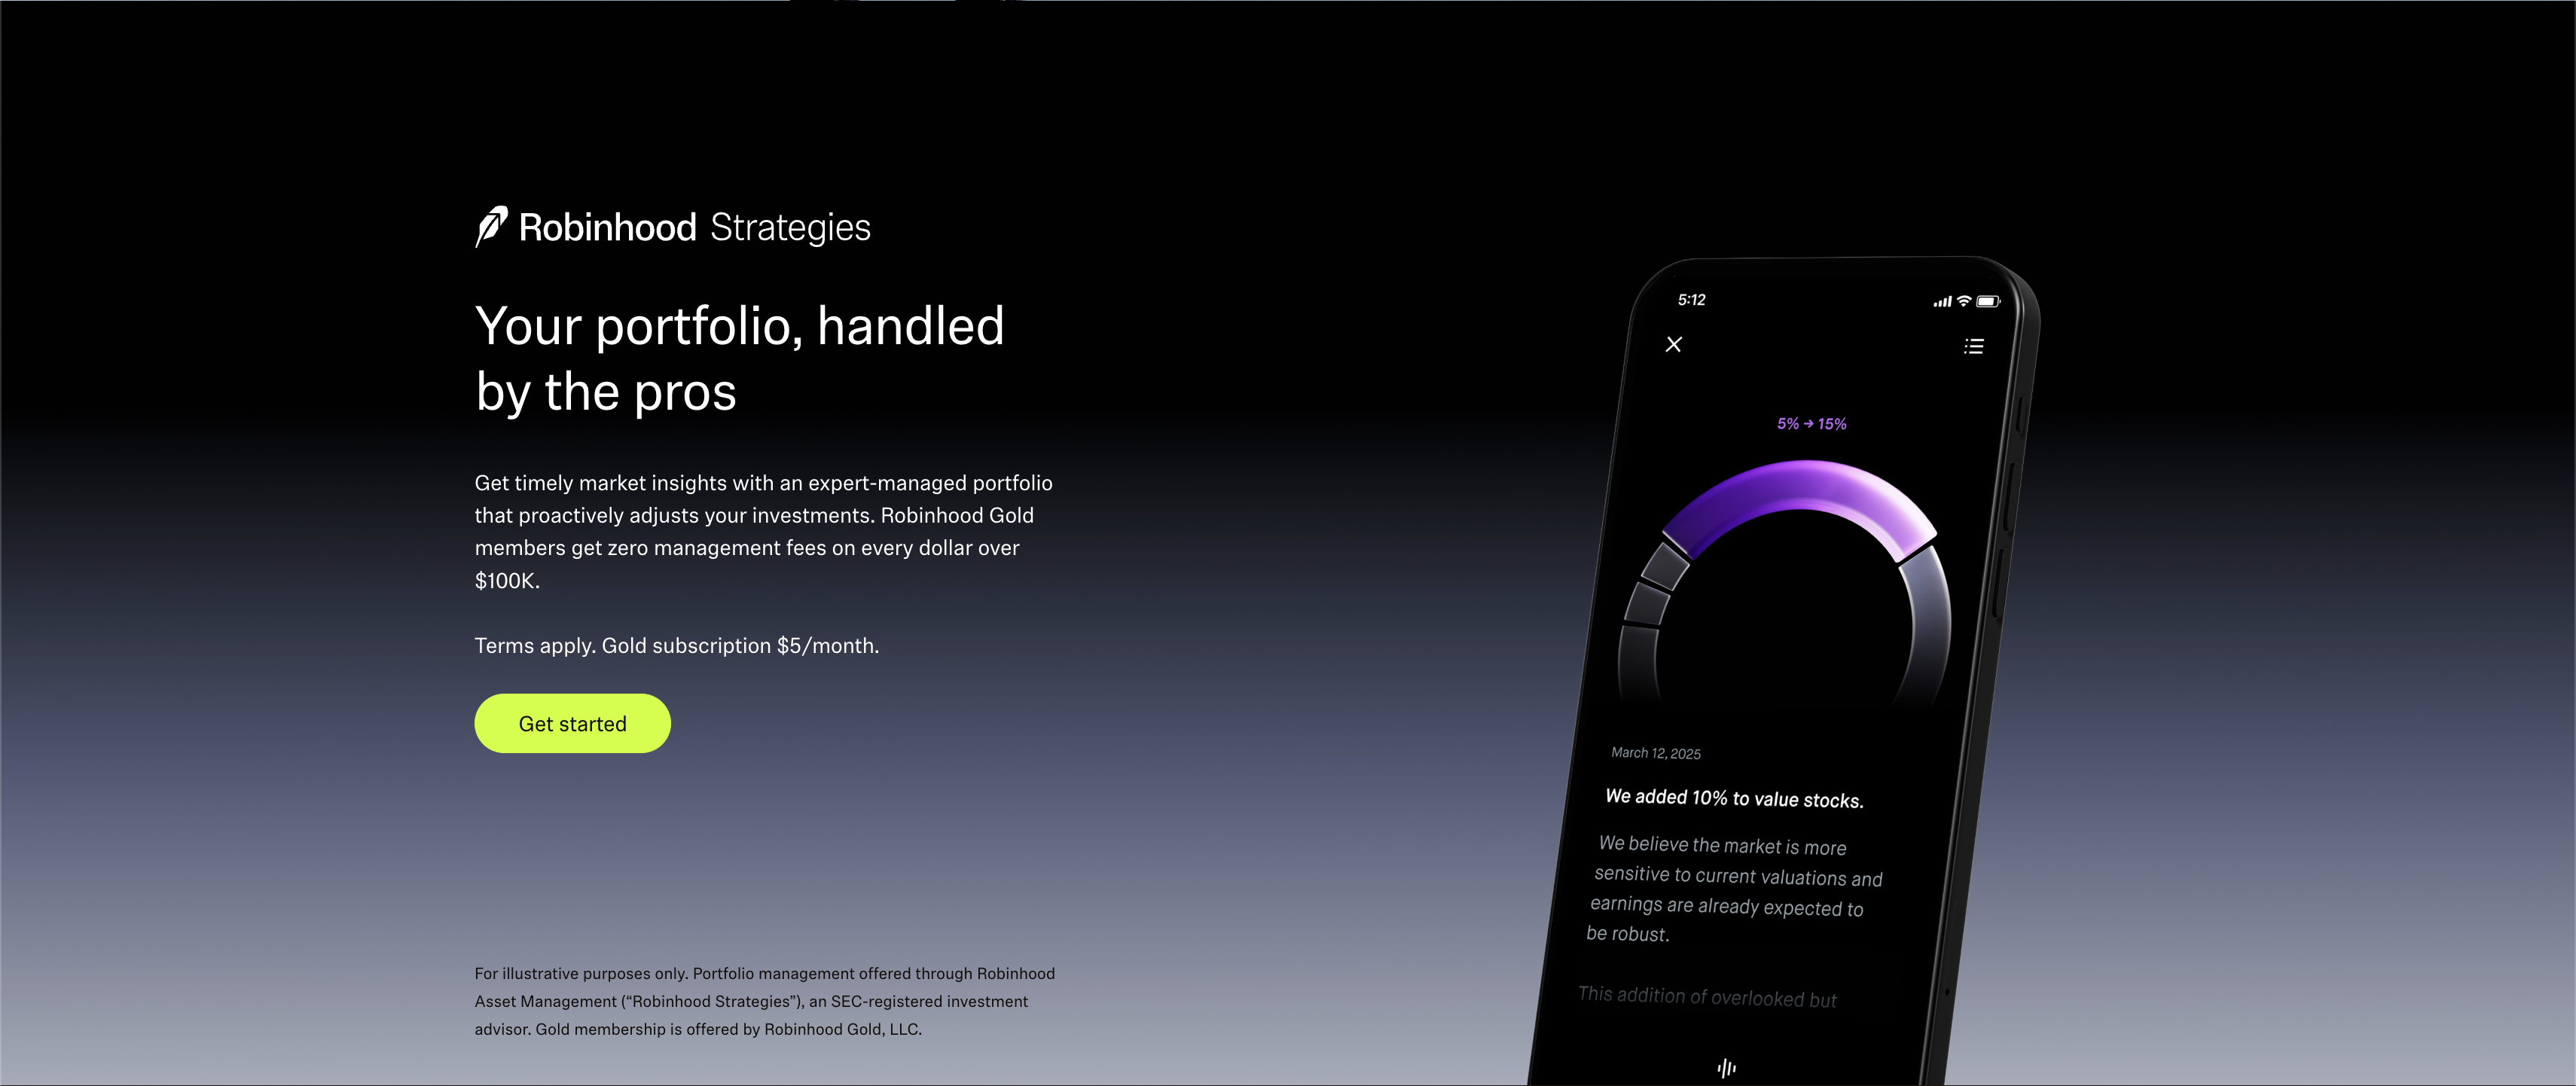 Robinhood Strategies
Your portfolio, handled
by the pros
Get timely market insights with an expert-managed portfolio
that proactively adjusts your investments. Robinhood Gold
members get zero management fees on every dollar over
$100K.
Terms apply. Gold subscription $5/month.
Get started
For illustrative purposes only. Portfolio management offered through Robinhood
Asset Management (“Robinhood Strategies”), an SEC-registered investment
advisor. Gold membership is offered by Robinhood Gold, LLC.
5:12
5% → 15%
March 12, 2025
We added 10% to value stocks.
We believe the market is more
sensitive to current valuations and
earnings are already expected to
be robust.
This addition of overlooked but